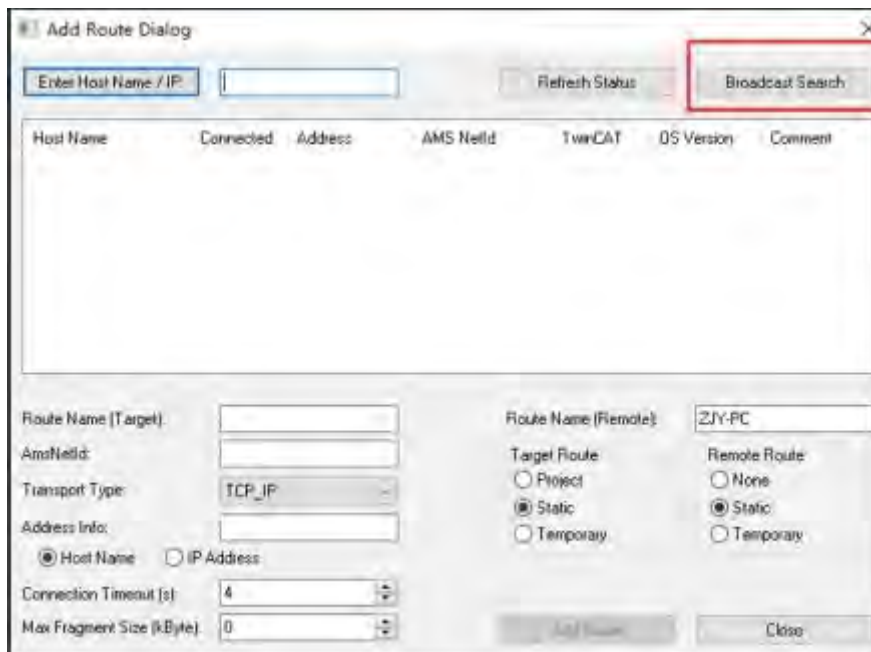 Add Route Dialog
Enter Host Name / IP: Refresh Status Broadcast Search
Host Name Connected Address AMS NetId TwinCAT OS Version Comment
Route Name (Target): Route Name (Remote): ZJY-PC
AmsNetId: Target Route Remote Route
Transport Type: TCP_IP Project None
Static Static
Address Info: Temporary Temporary
Host Name IP Address
Connection Timeout (s): 4
Max Fragment Size (kByte): 0 Add Route Close